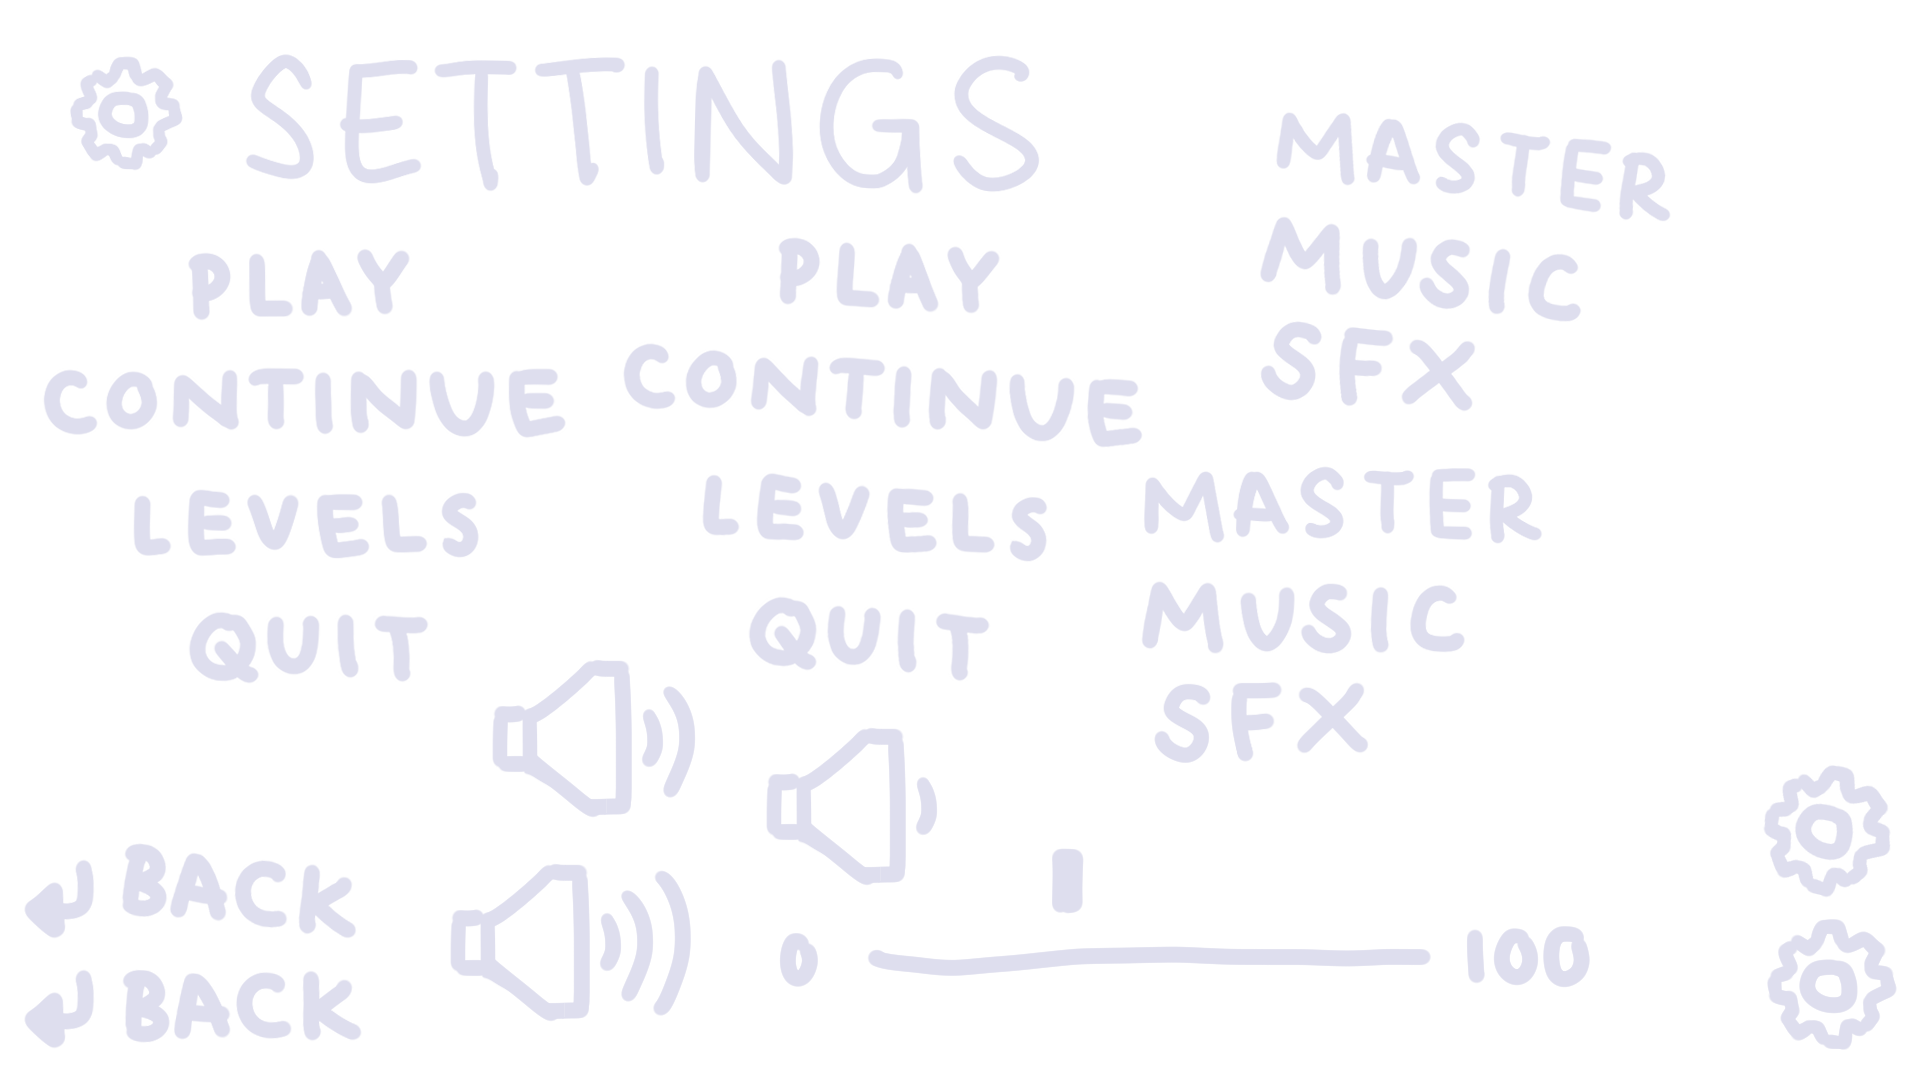 SETTINGS
MASTER
MUSIC
SFX
PLAY
CONTINUE
LEVELS
QUIT
PLAY
CONTINUE
LEVELS
QUIT
MASTER
MUSIC
SFX
BACK
BACK
0 100